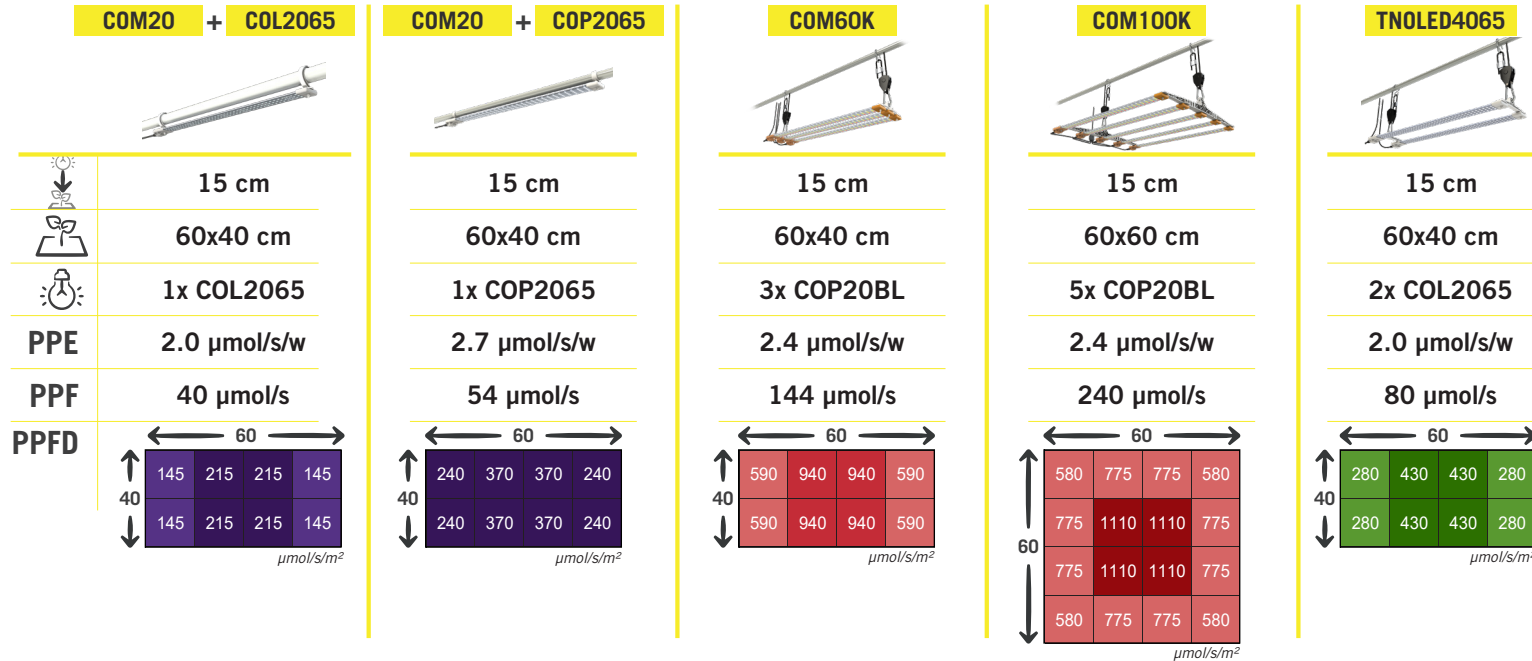 COM20 + COL2065 COM20 + COP2065 COM60K COM100K TNOLED4065
15 cm 15 cm 15 cm 15 cm 15 cm
60x40 cm 60x40 cm 60x40 cm 60x60 cm 60x40 cm
1x COL2065 1x COP2065 3x COP20BL 5x COP20BL 2x COL2065
PPE 2.0 µmol/s/w 2.7 µmol/s/w 2.4 µmol/s/w 2.4 µmol/s/w 2.0 µmol/s/w
PPF 40 µmol/s 54 µmol/s 144 µmol/s 240 µmol/s 80 µmol/s
PPFD
60
40
145 215 215 145
145 215 215 145
µmol/s/m²
60
40
240 370 370 240
240 370 370 240
µmol/s/m²
60
40
590 940 940 590
590 940 940 590
µmol/s/m²
60
60
580 775 775 580
775 1110 1110 775
775 1110 1110 775
580 775 775 580
µmol/s/m²
60
40
280 430 430 280
280 430 430 280
µmol/s/m²